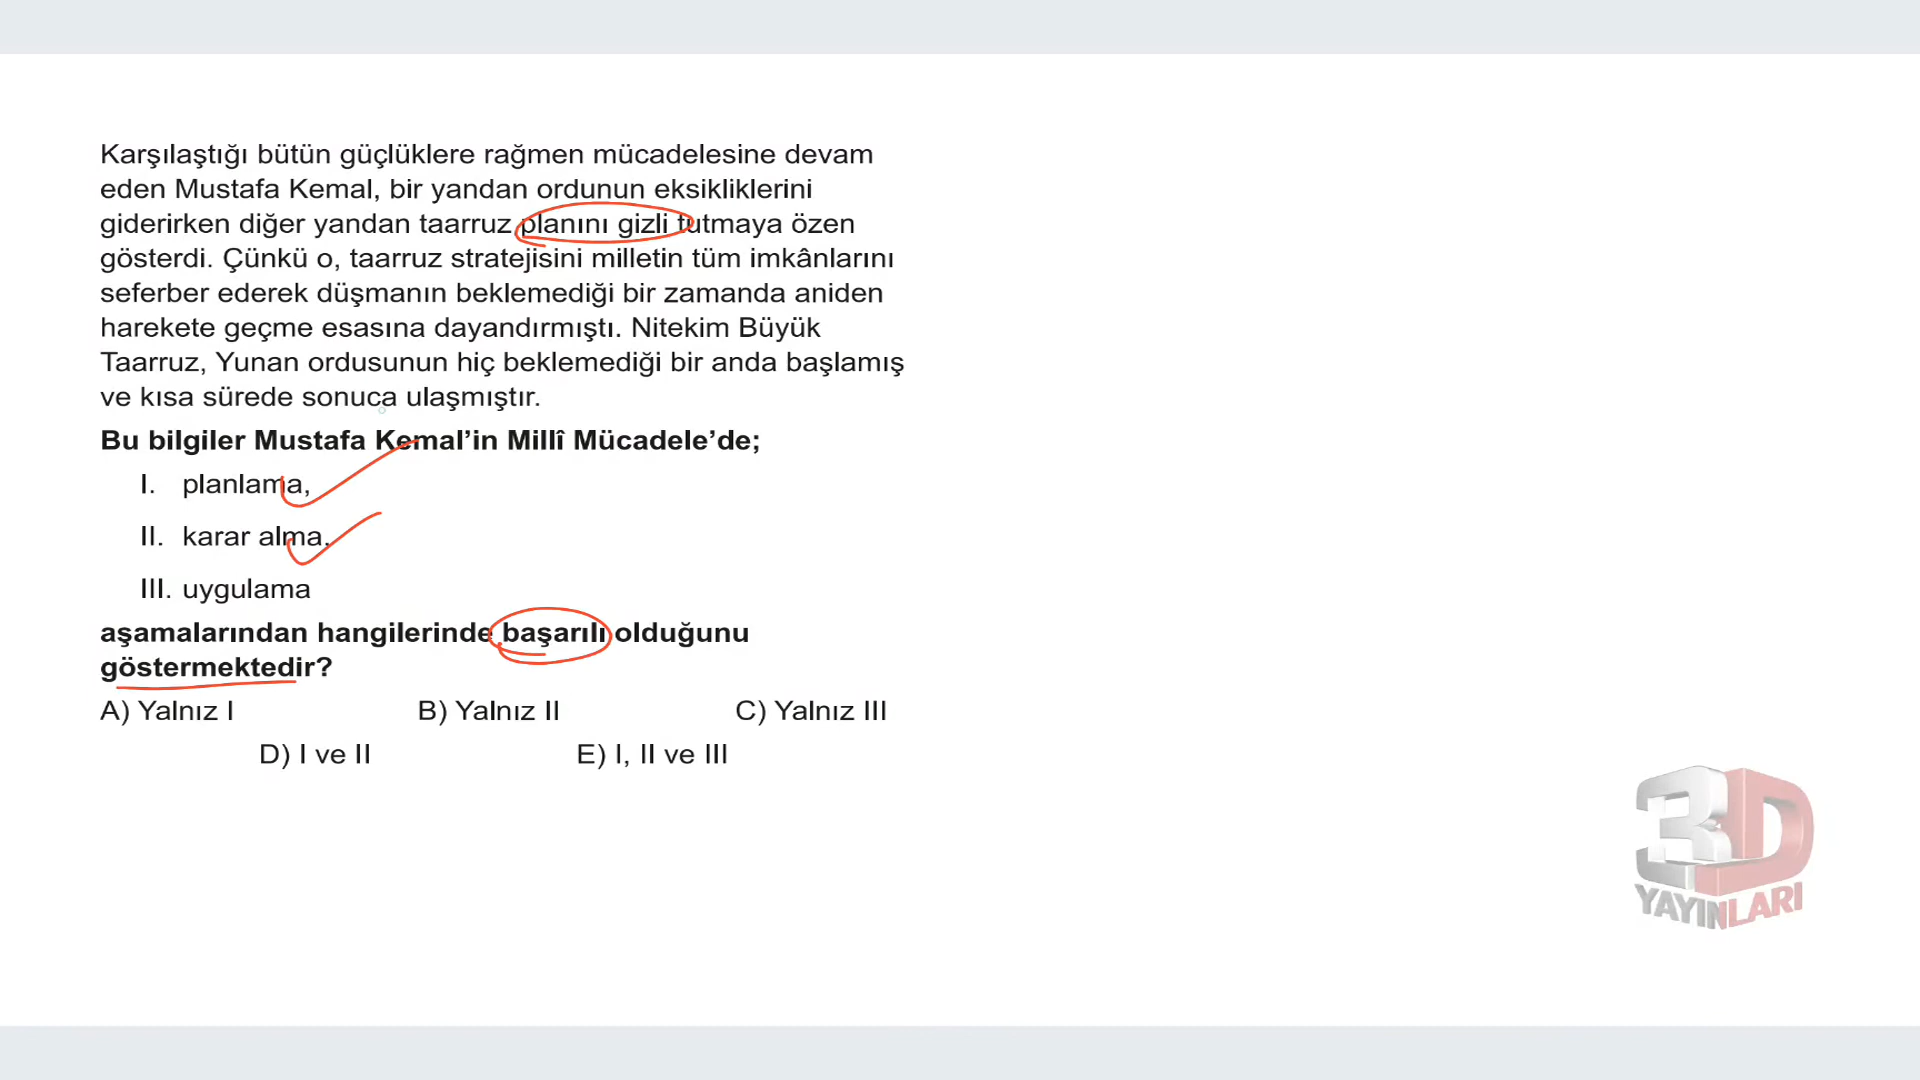 Karşılaştığı bütün güçlüklere rağmen mücadelesine devam
eden Mustafa Kemal, bir yandan ordunun eksikliklerini
giderirken diğer yandan taarruz planını gizli tutmaya özen
gösterdi. Çünkü o, taarruz stratejisini milletin tüm imkânlarını
seferber ederek düşmanın beklemediği bir zamanda aniden
harekete geçme esasına dayandırmıştı. Nitekim Büyük
Taarruz, Yunan ordusunun hiç beklemediği bir anda başlamış
ve kısa sürede sonuca ulaşmıştır.
Bu bilgiler Mustafa Kemal’in Millî Mücadele’de;
I. planlama,
II. karar alma,
III. uygulama
aşamalarından hangilerinde başarılı olduğunu
göstermektedir?
A) Yalnız I B) Yalnız II C) Yalnız III
D) I ve II E) I, II ve III
3D
YAYINLARI